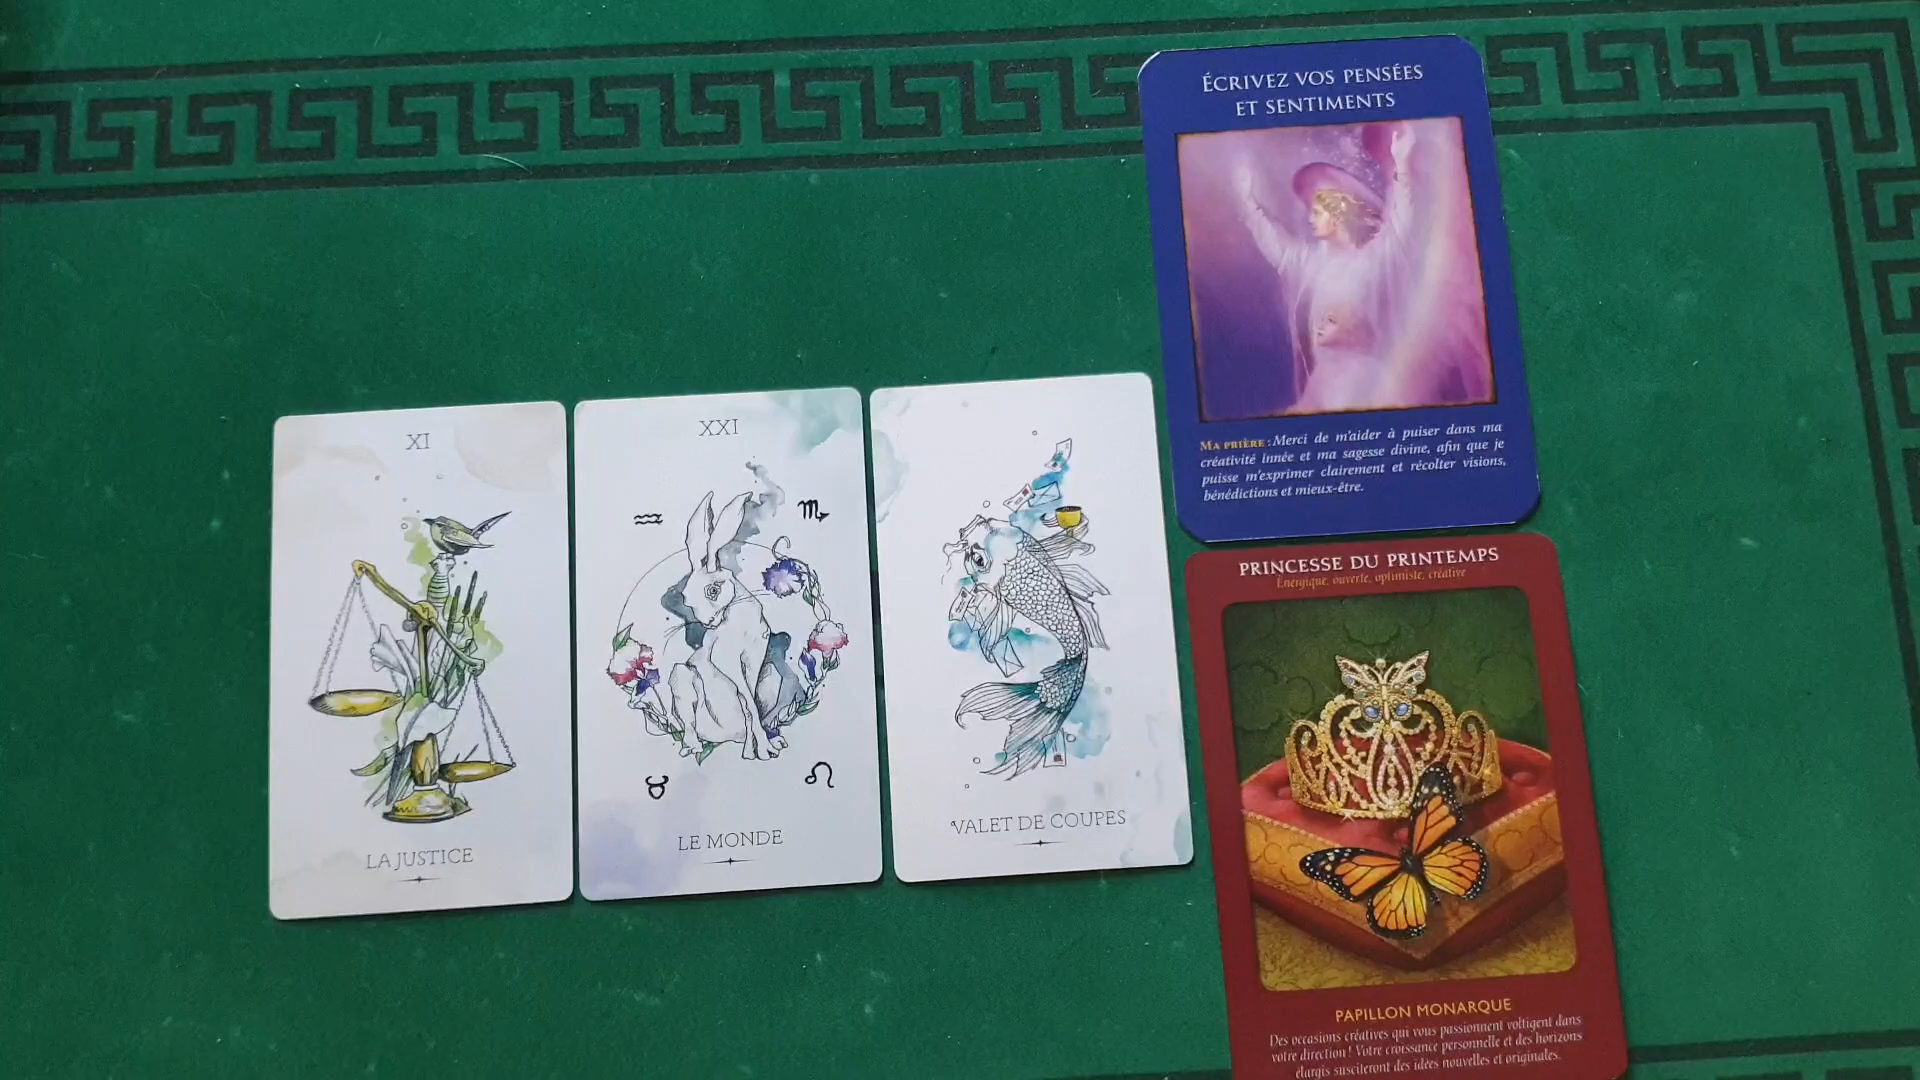 XI
LA JUSTICE
XXI
LE MONDE
VALET DE COUPES
ÉCRIVEZ VOS PENSÉES
ET SENTIMENTS
MA PRIÈRE : Merci de m'aider à puiser dans ma
créativité innée et ma sagesse divine, afin que je
puisse m'exprimer clairement et récolter visions,
bénédictions et mieux-être.
PRINCESSE DU PRINTEMPS
Énergique, ouverte, optimiste, créative
PAPILLON MONARQUE
Des occasions créatives qui vous passionnent voltigent dans
votre direction ! Votre croissance personnelle et des horizons
élargis susciteront des idées nouvelles et originales.